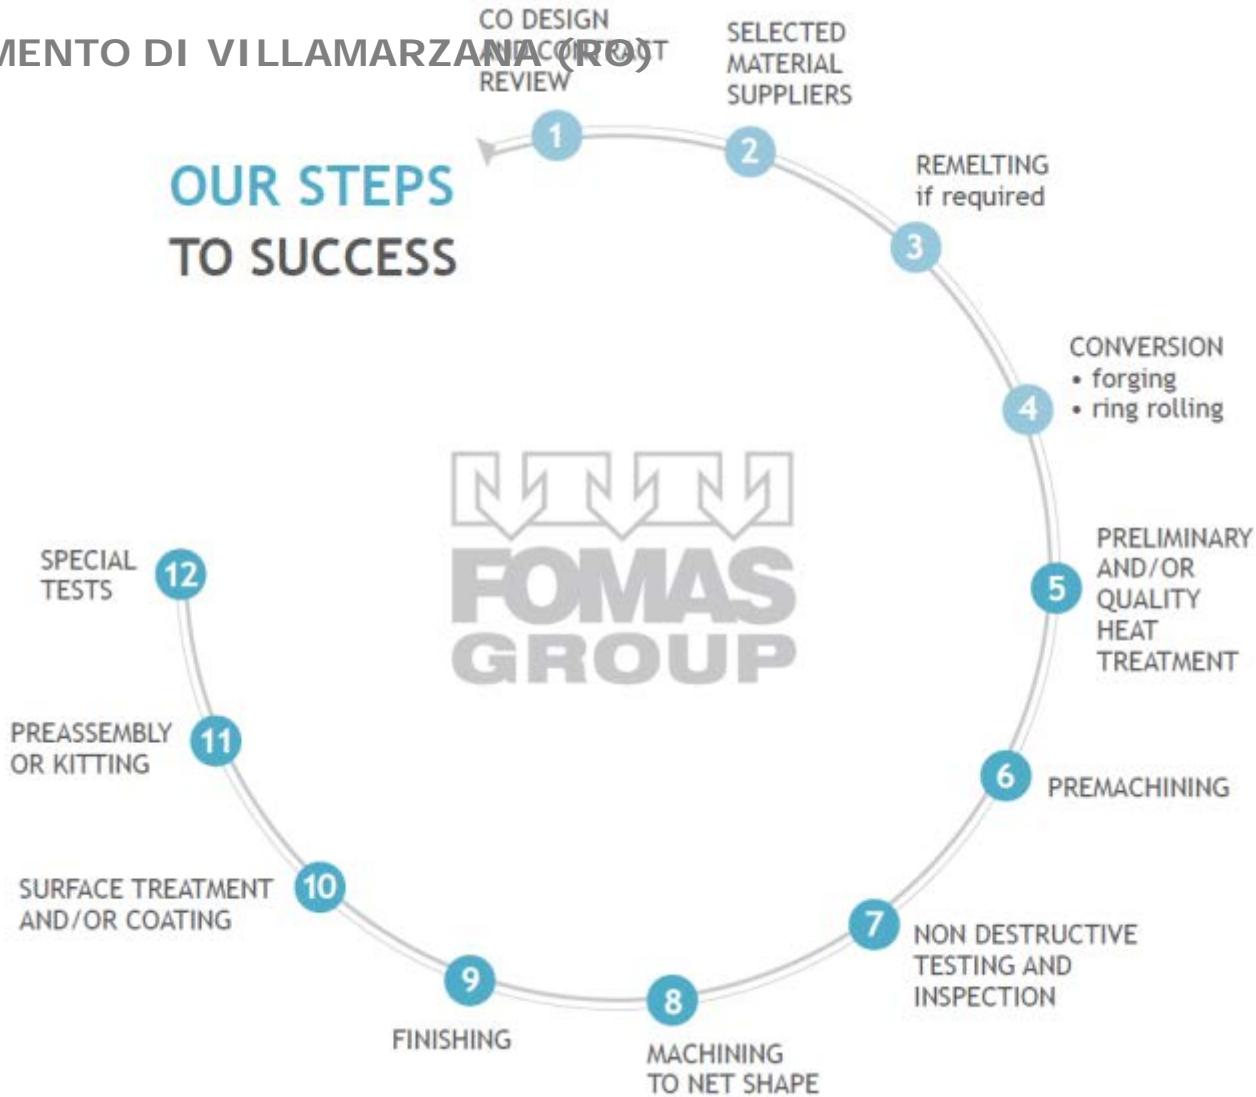 MENTO DI VILLAMARZANA (RO)
CO DESIGN
AND CONTRACT
REVIEW
SELECTED
MATERIAL
SUPPLIERS
1
2
OUR STEPS
TO SUCCESS
REMELTING
if required
3
CONVERSION
• forging
• ring rolling
4
FOMAS
GROUP
PRELIMINARY
AND/OR
QUALITY
HEAT
TREATMENT
5
6
PREMACHINING
7
NON DESTRUCTIVE
TESTING AND
INSPECTION
8
MACHINING
TO NET SHAPE
9
FINISHING
10
SURFACE TREATMENT
AND/OR COATING
11
PREASSEMBLY
OR KITTING
12
SPECIAL
TESTS